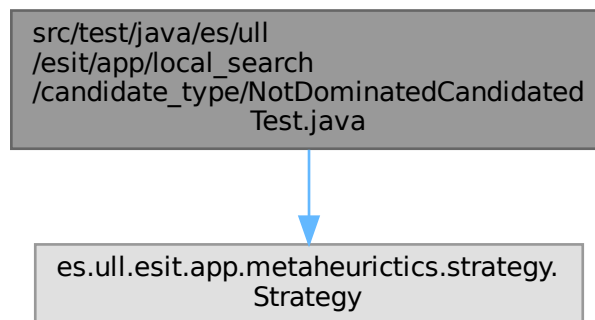 src/test/java/es/ull
/esit/app/local_search
/candidate_type/NotDominatedCandidated
Test.java
es.ull.esit.app.metaheurictics.strategy.
Strategy